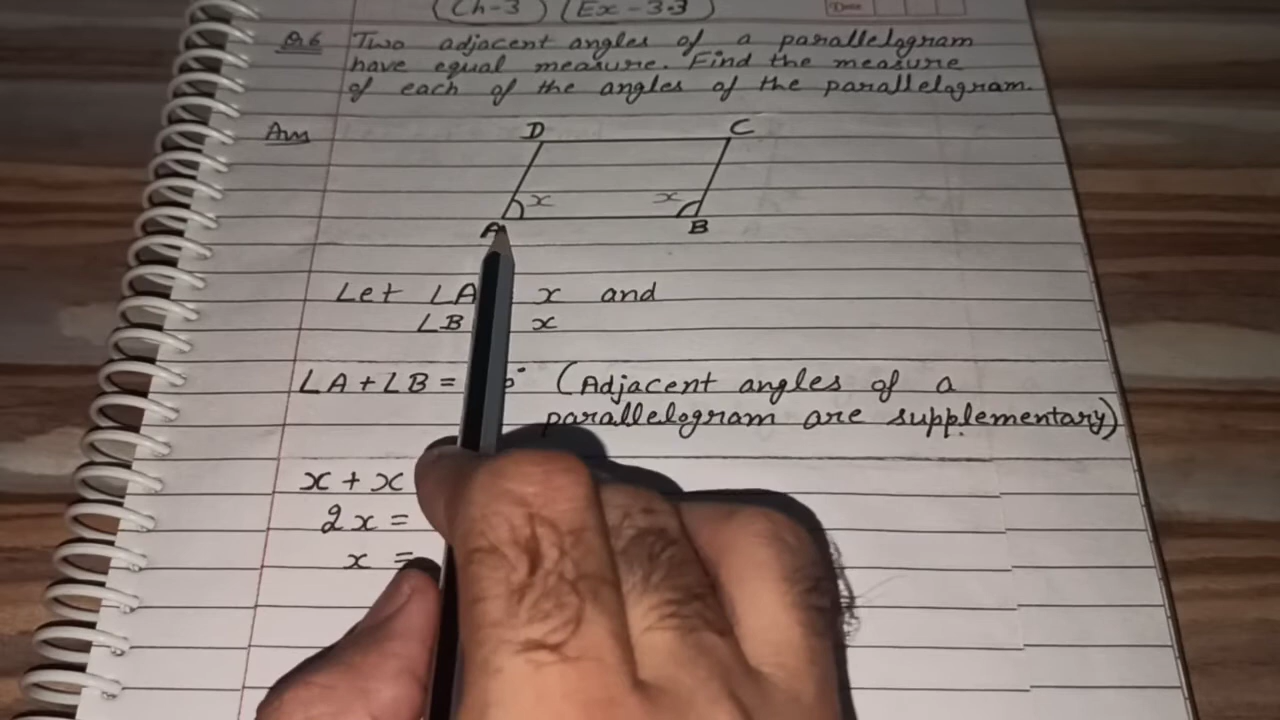 (Ch-3) (Ex-3.3)
Date
Q.6 Two adjacent angles of a parallelogram
have equal measure. Find the measure
of each of the angles of the parallelogram.
Ans
D C
x x
A B
Let ∠A x and
∠B x
∠A + ∠B = ° (Adjacent angles of a
parallelogram are supplementary)
x + x
2x =
x =